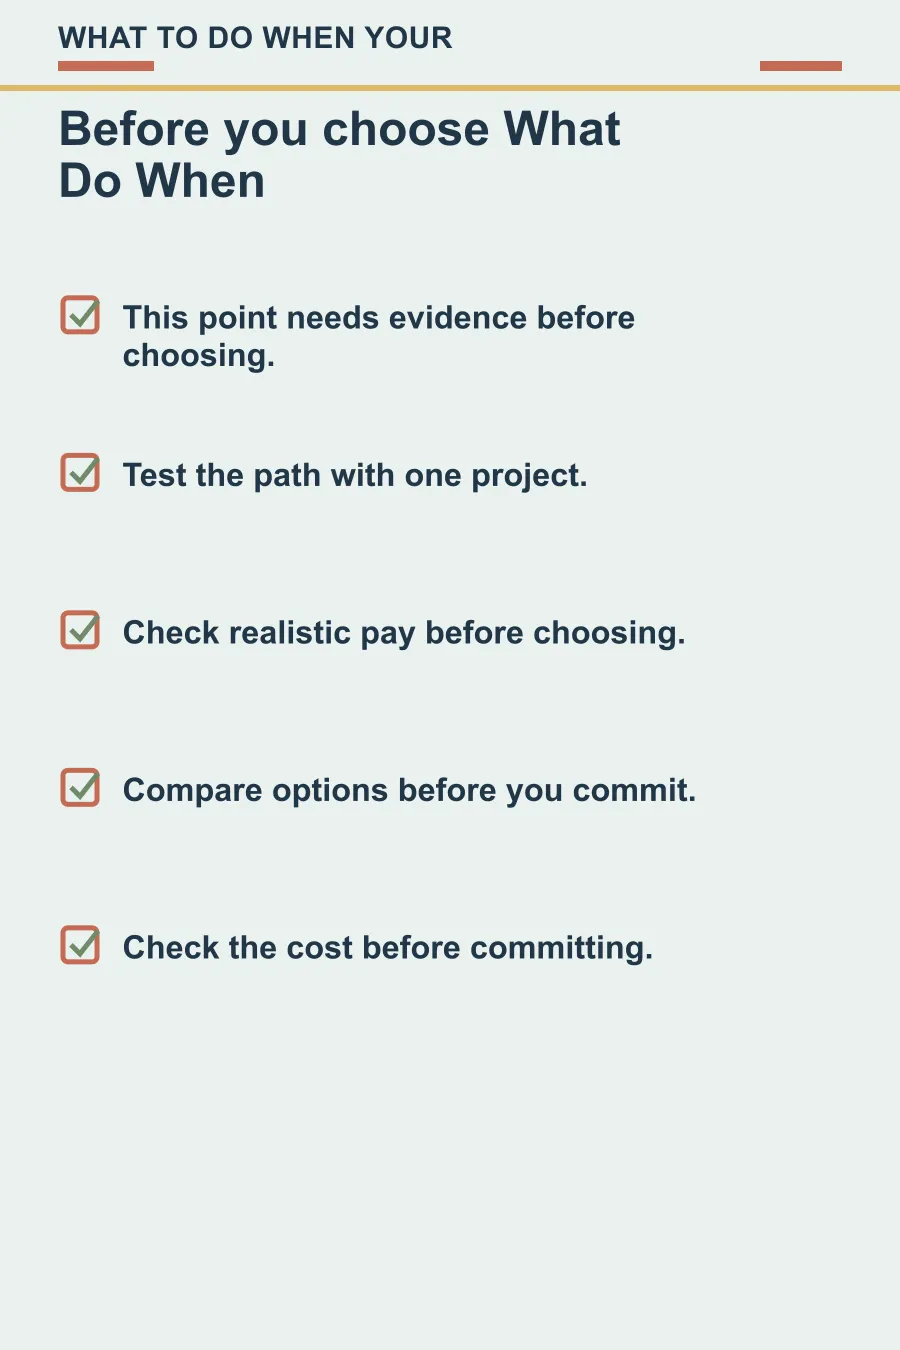 WHAT TO DO WHEN YOUR
Before you choose What
Do When
This point needs evidence before
choosing.
Test the path with one project.
Check realistic pay before choosing.
Compare options before you commit.
Check the cost before committing.